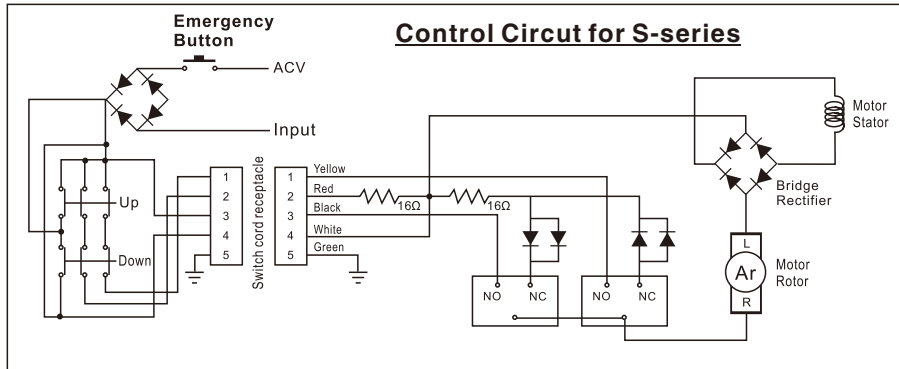 Control Circut for S-series
Emergency
Button
ACV
Input
Up
Down
1
2
3
4
5
Switch cord receptacle
1
2
3
4
5
Yellow
Red
Black
White
Green
16Ω
16Ω
NO
NC
NO
NC
Motor
Stator
Bridge
Rectifier
L
Ar
R
Motor
Rotor